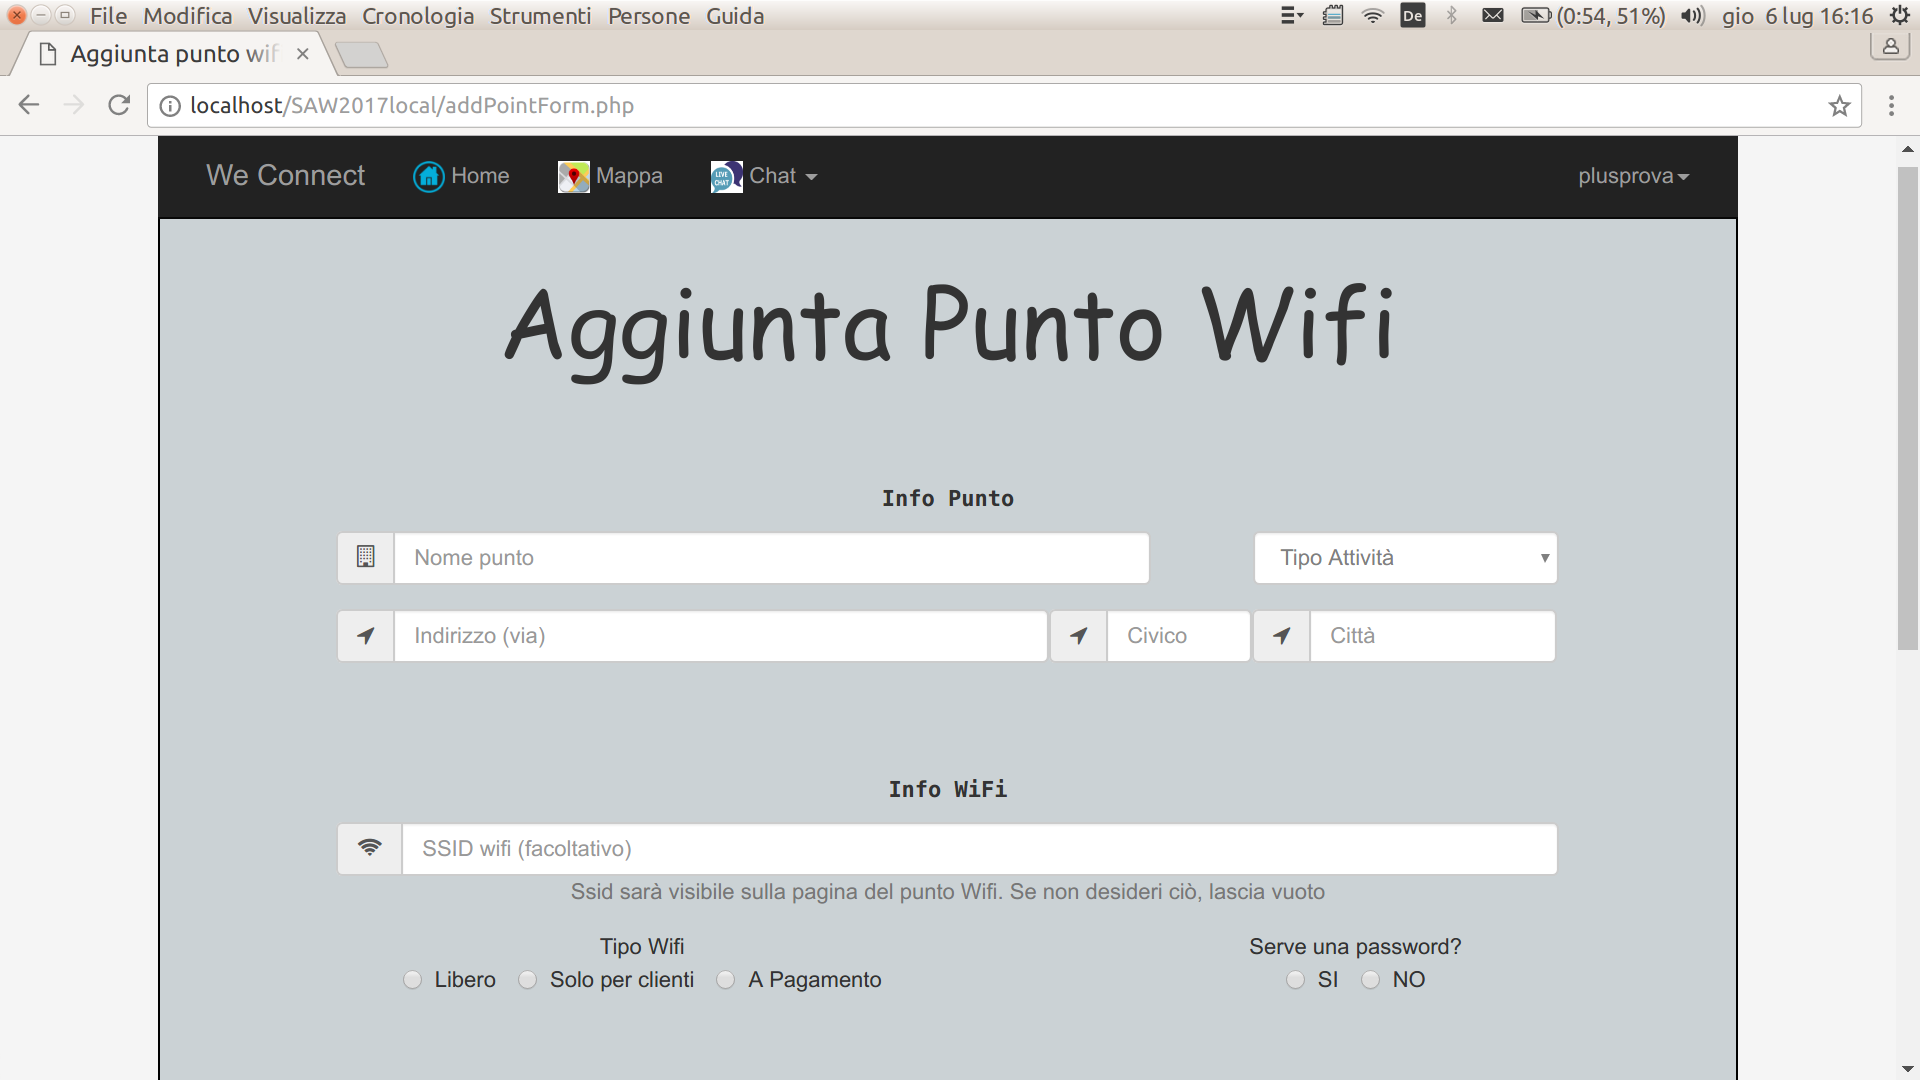 File Modifica Visualizza Cronologia Strumenti Persone Guida De (0:54, 51%) gio 6 lug 16:16
Aggiunta punto wif
localhost/SAW2017local/addPointForm.php
We Connect Home Mappa LIVE CHAT Chat plusprova
Aggiunta Punto Wifi
Info Punto
Nome punto Tipo Attività
Indirizzo (via) Civico Città
Info WiFi
SSID wifi (facoltativo)
Ssid sarà visibile sulla pagina del punto Wifi. Se non desideri ciò, lascia vuoto
Tipo Wifi Serve una password?
Libero Solo per clienti A Pagamento SI NO